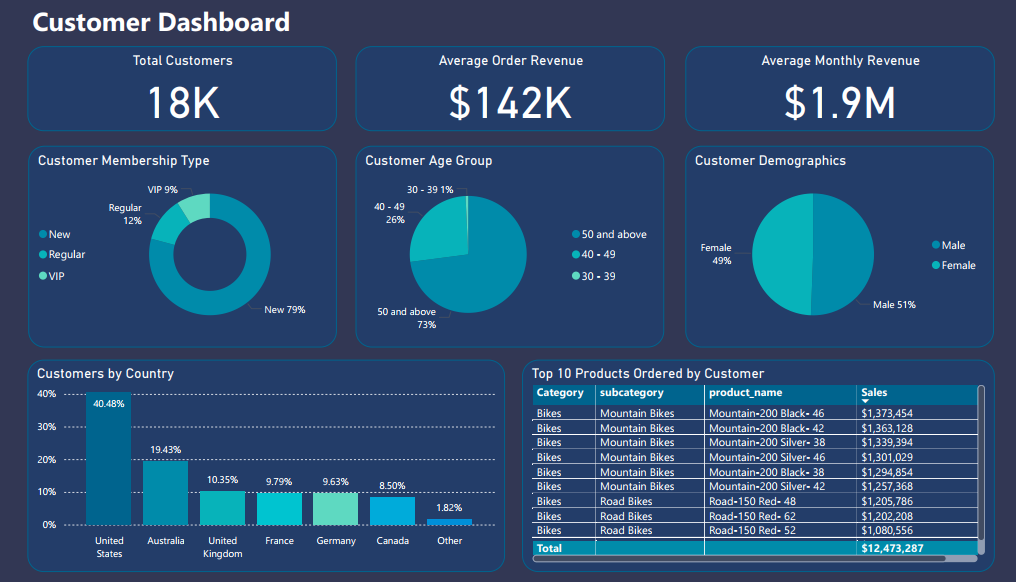 Customer Dashboard
Total Customers
18K
Average Order Revenue
$142K
Average Monthly Revenue
$1.9M
Customer Membership Type
VIP 9%
Regular
12%
New
Regular
VIP
New 79%
Customer Age Group
30 - 39 1%
40 - 49
26%
50 and above
73%
50 and above
40 - 49
30 - 39
Customer Demographics
Female
49%
Male 51%
Male
Female
Customers by Country
40%
30%
20%
10%
0%
40.48%
19.43%
10.35%
9.79%
9.63%
8.50%
1.82%
United
States
Australia
United
Kingdom
France
Germany
Canada
Other
Top 10 Products Ordered by Customer
Category subcategory product_name Sales
Bikes Mountain Bikes Mountain-200 Black- 46 $1,373,454
Bikes Mountain Bikes Mountain-200 Black- 42 $1,363,128
Bikes Mountain Bikes Mountain-200 Silver- 38 $1,339,394
Bikes Mountain Bikes Mountain-200 Silver- 46 $1,301,029
Bikes Mountain Bikes Mountain-200 Black- 38 $1,294,854
Bikes Mountain Bikes Mountain-200 Silver- 42 $1,257,368
Bikes Road Bikes Road-150 Red- 48 $1,205,786
Bikes Road Bikes Road-150 Red- 62 $1,202,208
Bikes Road Bikes Road-150 Red- 52 $1,080,556
Total $12,473,287